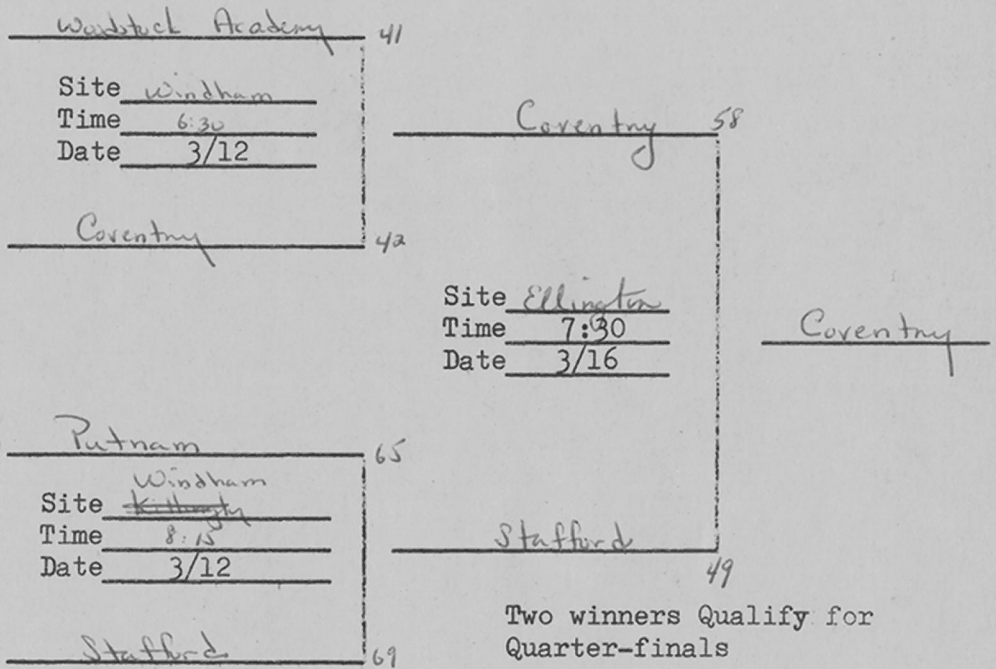 Woodstock Academy 41
Site Windham
Time 6:30
Date 3/12
Coventry 42
Coventry 58
Site Ellington
Time 7:30
Date 3/16
Stafford 49
Coventry
Putnam 65
Windham
Site Killingly
Time 8:15
Date 3/12
Stafford 69
Two winners Qualify for
Quarter-finals